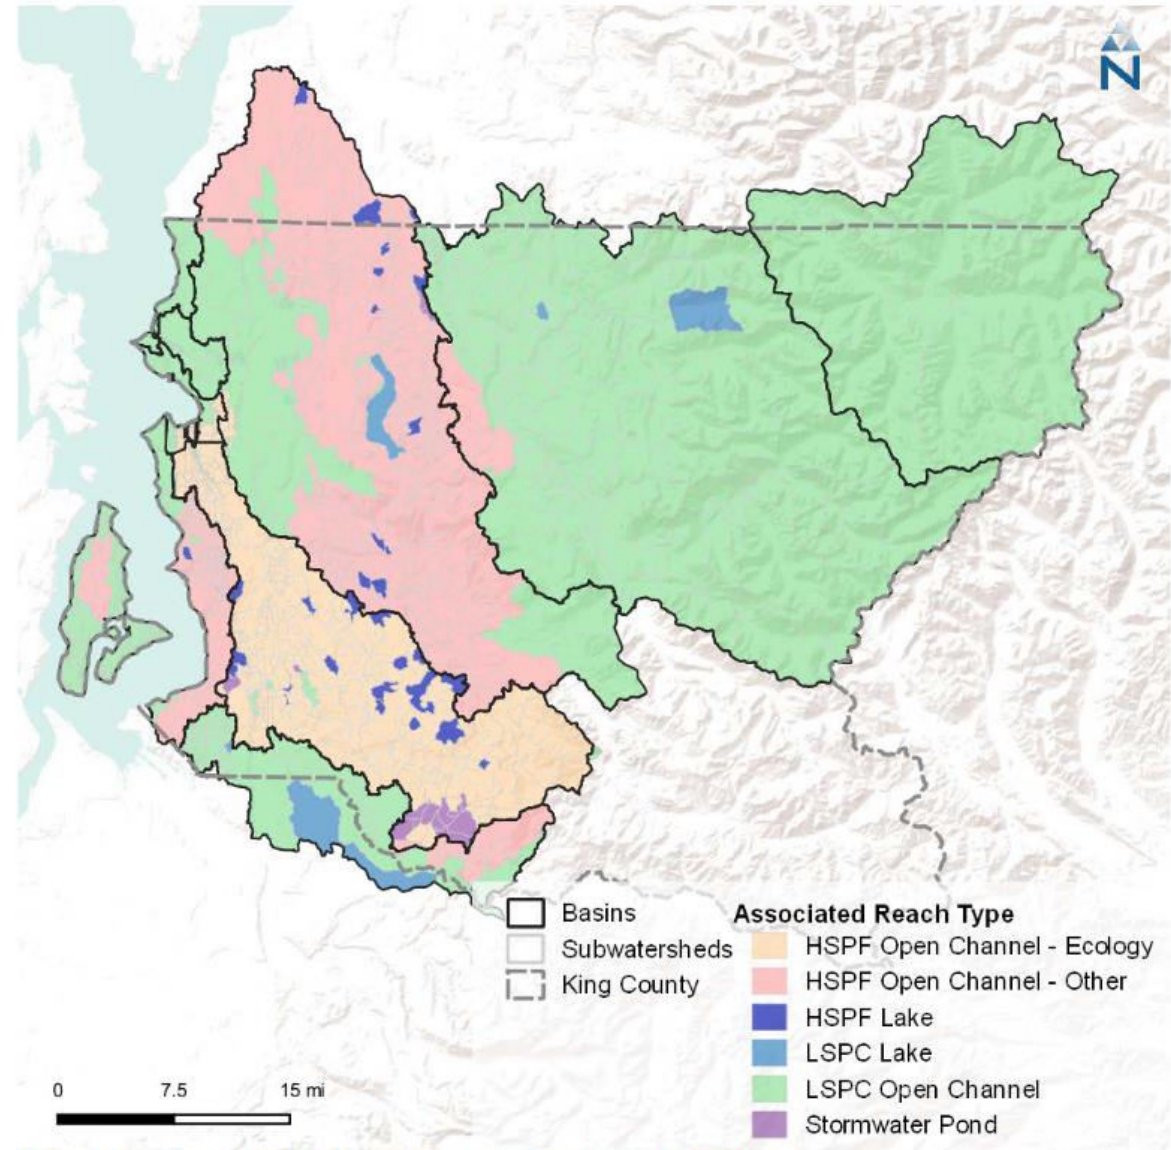 N
Basins
Subwatersheds
King County
Associated Reach Type
HSPF Open Channel - Ecology
HSPF Open Channel - Other
HSPF Lake
LSPC Lake
LSPC Open Channel
Stormwater Pond
0 7.5 15 mi